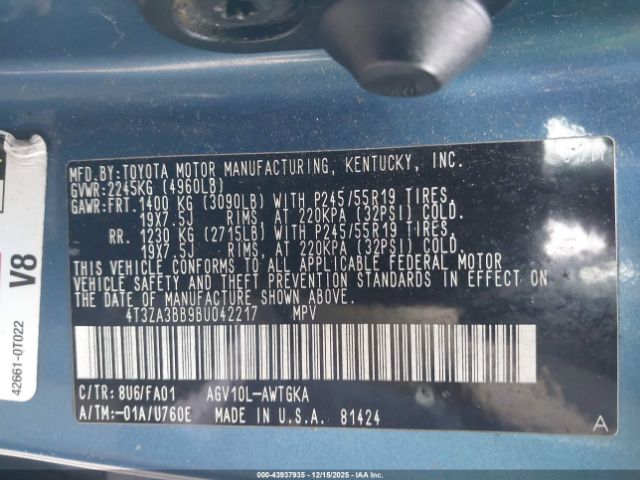 MFD.BY:TOYOTA MOTOR MANUFACTURING, KENTUCKY, INC.
GVWR:2245KG (4960LB)
GAWR:FRT. 1400 KG (3090LB) WITH P245/55R19 TIRES,
19X7.5J RIMS, AT 220KPA (32PSI) COLD.
RR. 1230 KG (2715LB) WITH P245/55R19 TIRES,
19X7.5J RIMS, AT 220KPA (32PSI) COLD.
THIS VEHICLE CONFORMS TO ALL APPLICABLE FEDERAL MOTOR
VEHICLE SAFETY AND THEFT PREVENTION STANDARDS IN EFFECT ON
THE DATE OF MANUFACTURE SHOWN ABOVE.
4T3ZA3BB9BU042217 MPV
C/TR: 8U6/FA01 AGV10L-AWTGKA
A/TM:-01A/U760E MADE IN U.S.A. 81424
A
V8
42661-0T022
000-43937935 - 12/15/2025 - IAAI.COM